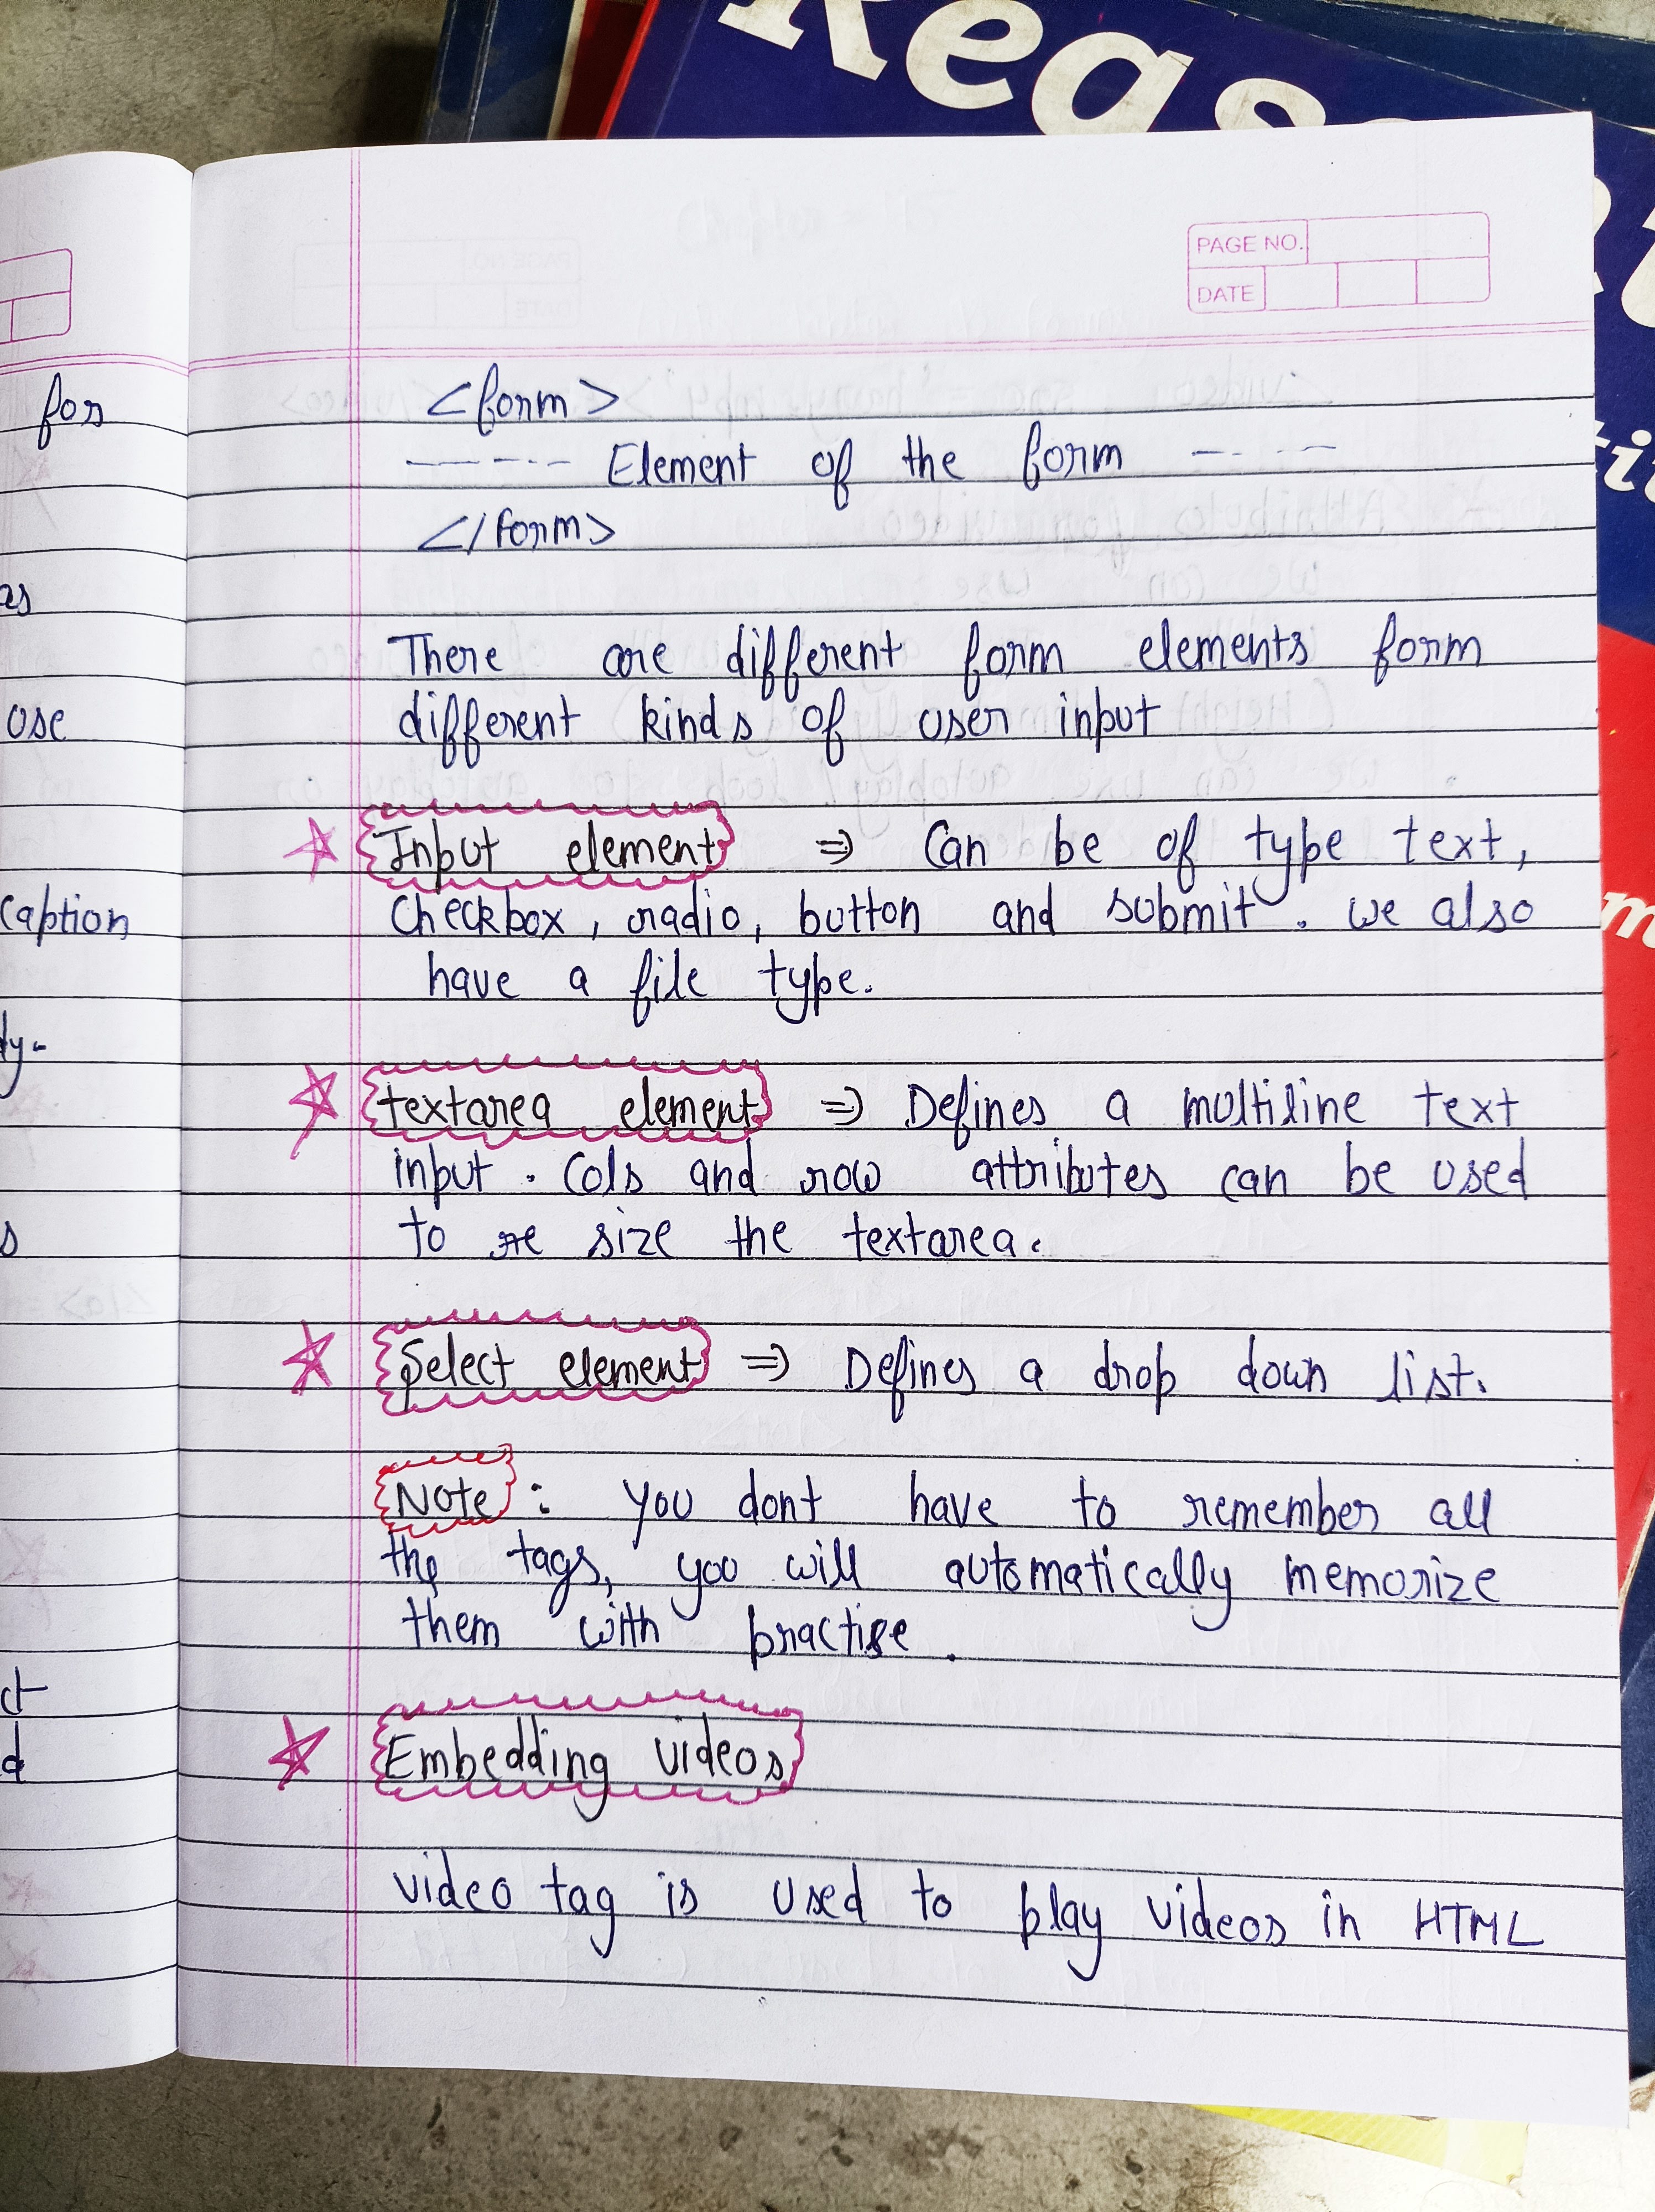 Reas
PAGE NO.
DATE
for
<form>
------ Element of the form -- --
</form>
There are different form elements form
use
different kinds of user input
Input element ⇒ Can be of type text,
caption
checkbox, radio, button and submit. we also
have a file type.
textarea element ⇒ Defines a multiline text
input. Cols and row attributes can be used
to re size the textarea.
Select element ⇒ Defines a drop down list.
Note: you dont have to remember all
the tags, you will automatically memorize
them with practise.
Embedding videos
video tag is used to play videos in HTML